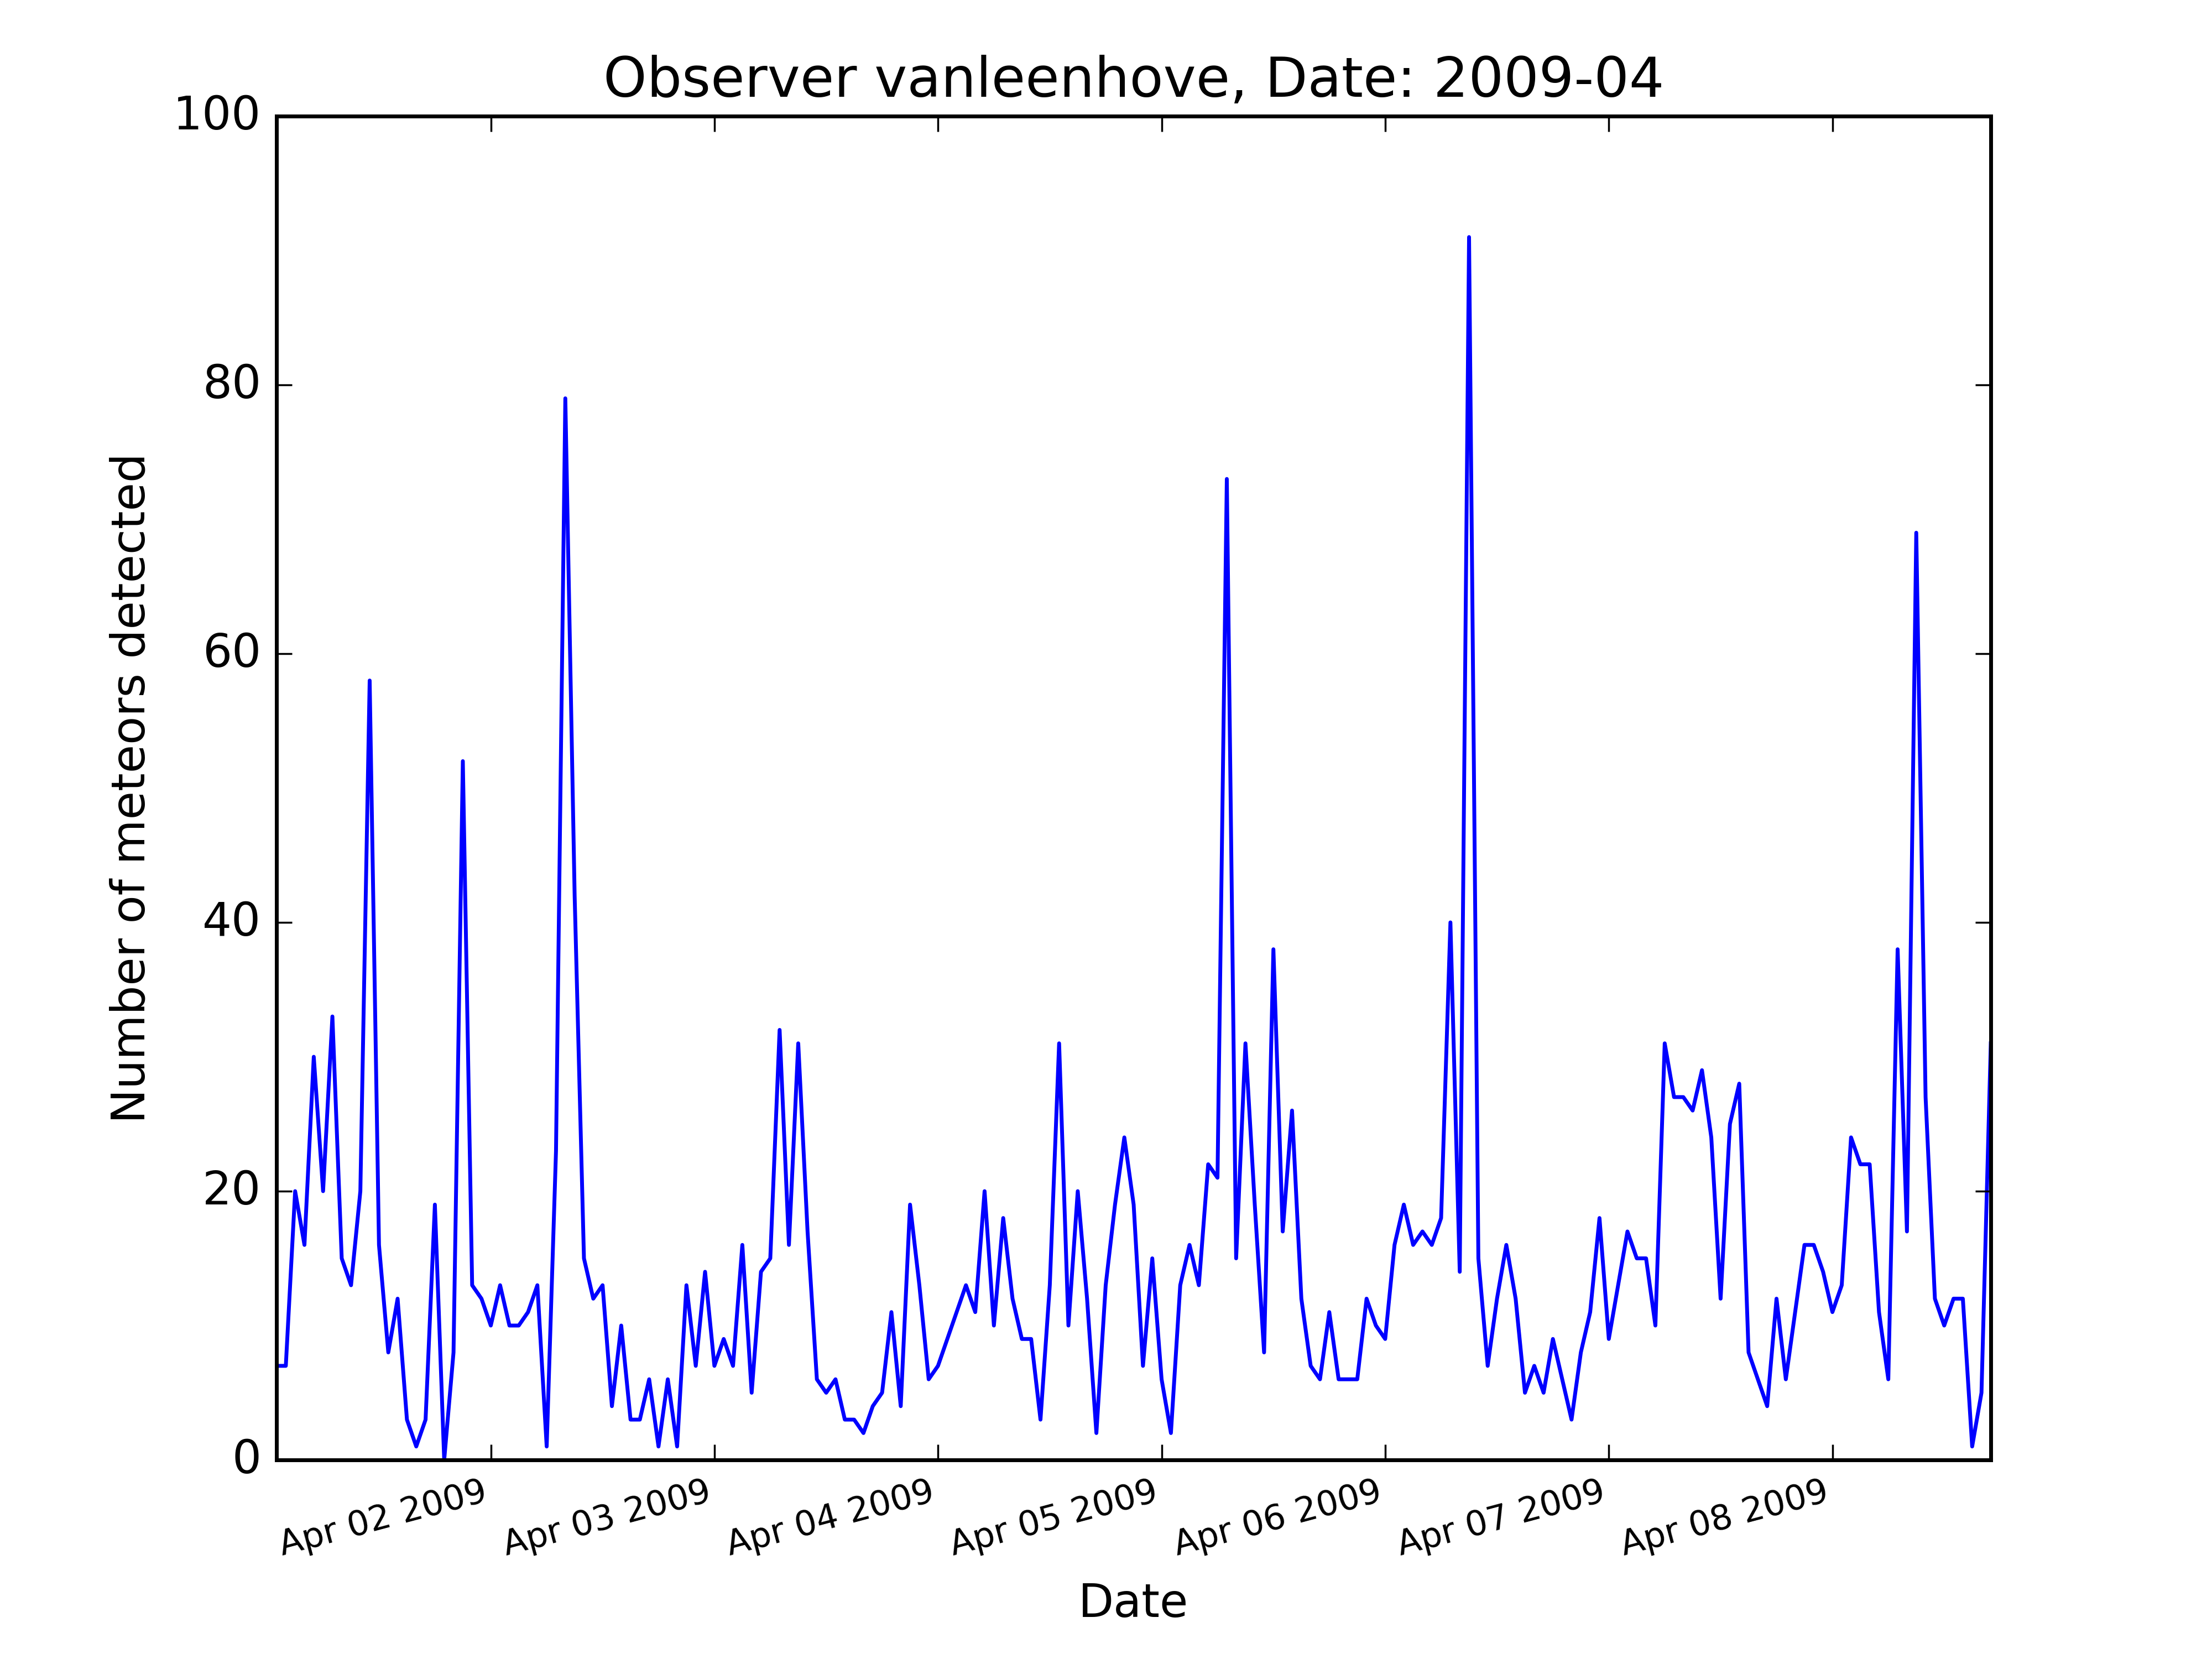 Observer vanleenhove, Date: 2009-04
100
80
60
40
20
0
Number of meteors detected
Apr 02 2009
Apr 03 2009
Apr 04 2009
Apr 05 2009
Apr 06 2009
Apr 07 2009
Apr 08 2009
Date